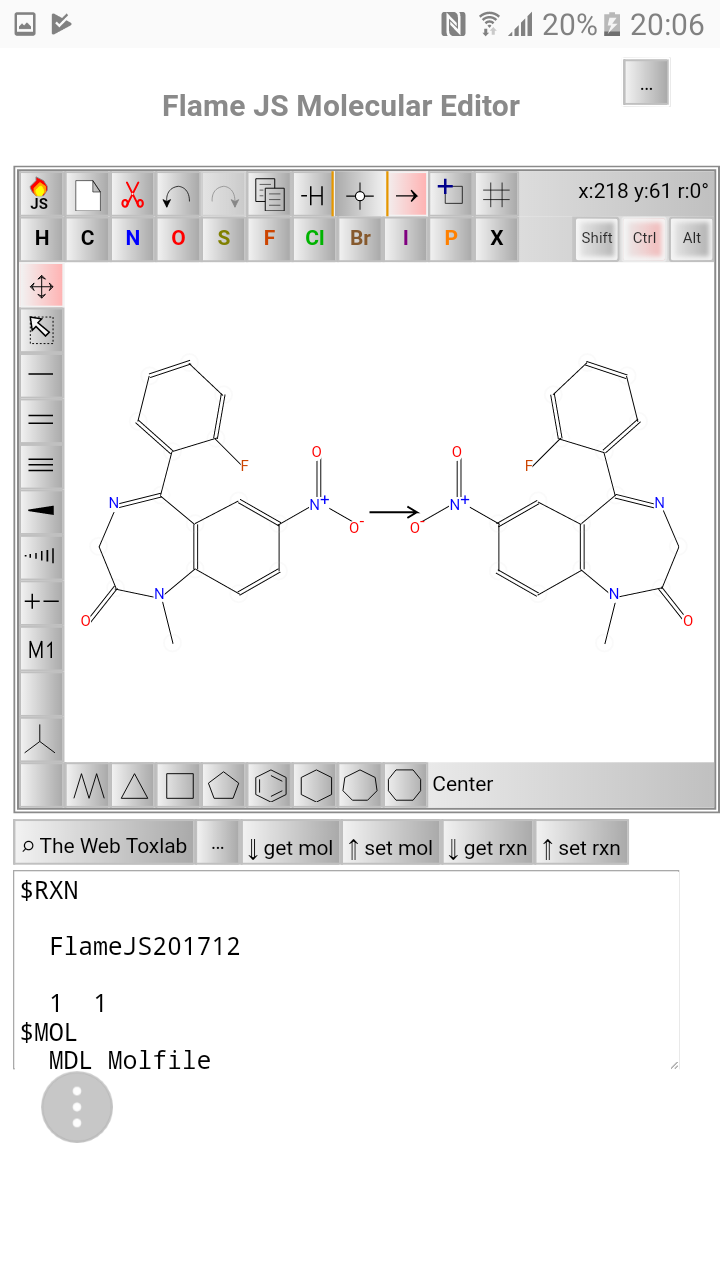 20% 20:06
...
Flame JS Molecular Editor
JS -H x:218 y:61 r:0°
H C N O S F Cl Br I P X Shift Ctrl Alt
F O O F
N N+ N+ N
O- O
N N
O O
+−
M1
Center
The Web Toxlab ... ⇓ get mol ⇑ set mol ⇓ get rxn ⇑ set rxn
$RXN
FlameJS201712
1 1
$MOL
MDL Molfile